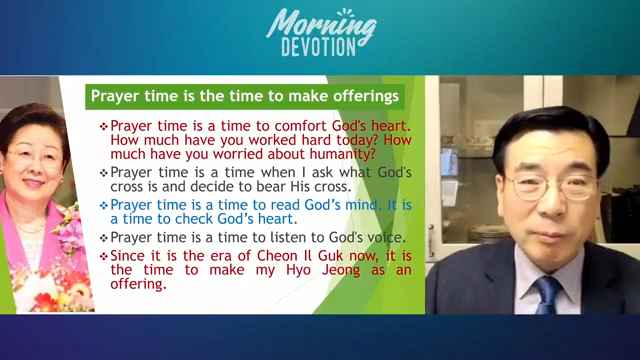 Morning
DEVOTION
Prayer time is the time to make offerings
❖Prayer time is a time to comfort God's heart.
How much have you worked hard today? How
much have you worried about humanity?
❖Prayer time is a time when I ask what God's
cross is and decide to bear His cross.
❖Prayer time is a time to read God's mind. It is
a time to check God's heart.
❖Prayer time is a time to listen to God's voice.
❖Since it is the era of Cheon Il Guk now, it is
the time to make my Hyo Jeong as an
offering.